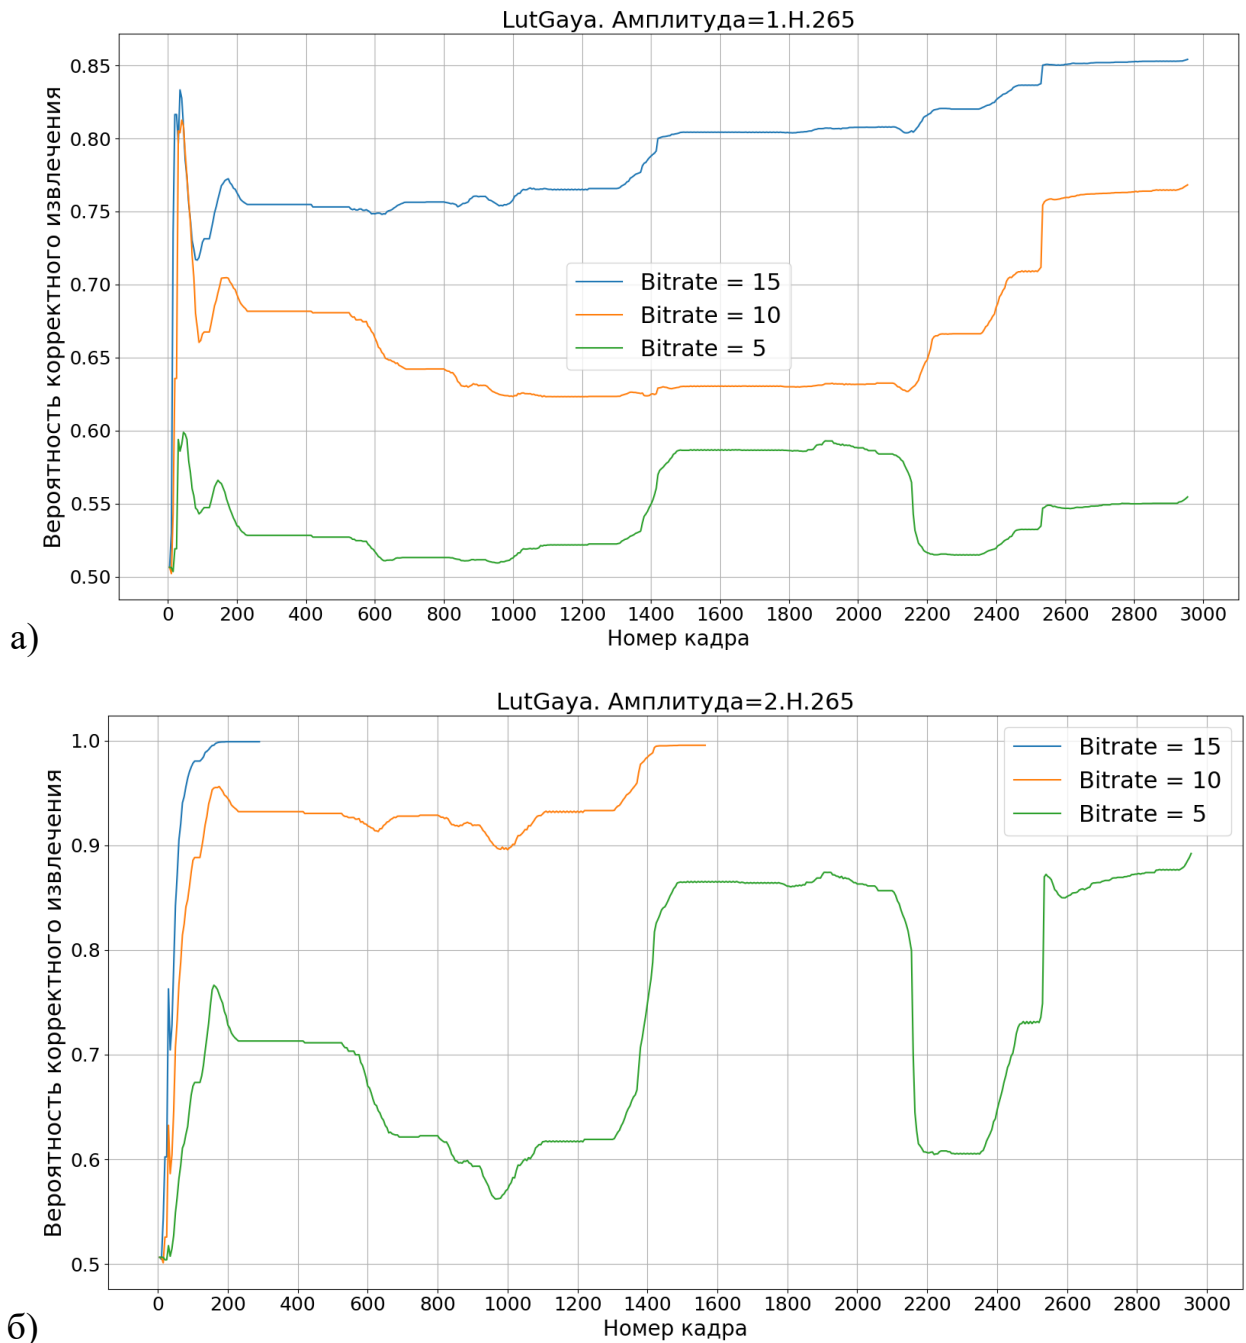 LutGaya. Амплитуда=1.H.265
Вероятность корректного извлечения
0.85
0.80
0.75
0.70
0.65
0.60
0.55
0.50
Bitrate = 15
Bitrate = 10
Bitrate = 5
0 200 400 600 800 1000 1200 1400 1600 1800 2000 2200 2400 2600 2800 3000
Номер кадра
а)
LutGaya. Амплитуда=2.H.265
Вероятность корректного извлечения
1.0
0.9
0.8
0.7
0.6
0.5
Bitrate = 15
Bitrate = 10
Bitrate = 5
0 200 400 600 800 1000 1200 1400 1600 1800 2000 2200 2400 2600 2800 3000
Номер кадра
б)